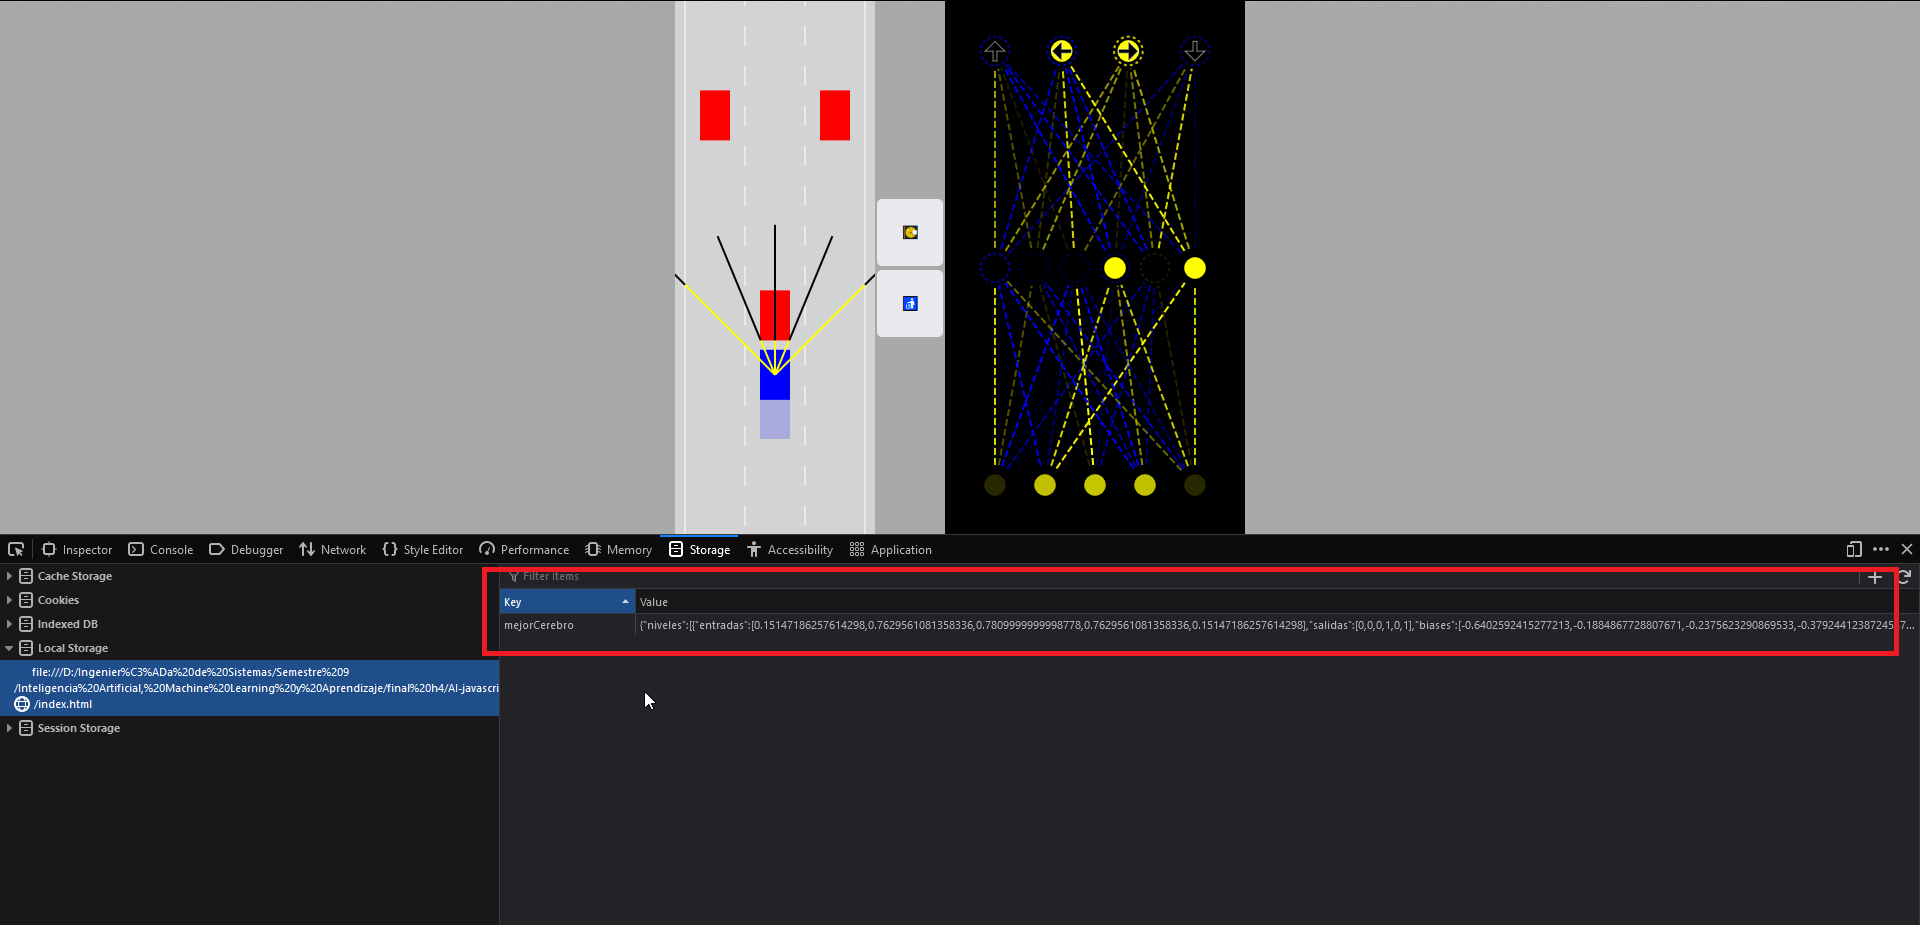 Inspector Console Debugger Network Style Editor Performance Memory Storage Accessibility Application
Cache Storage
Cookies
Indexed DB
Local Storage
file:///D:/Ingenier%C3%ADa%20de%20Sistemas/Semestre%209
/Inteligencia%20Artificial,%20Machine%20Learning%20y%20Aprendizaje/final%20h4/AI-javascri
/index.html
Session Storage
Filter Items
Key Value
mejorCerebro {"niveles":[{"entradas":[0.15147186257614298,0.7629561081358336,0.7809999999998778,0.7629561081358336,0.15147186257614298],"salidas":[0,0,0,1,0,1],"biases":[-0.6402592415277213,-0.1884867728807671,-0.2375623290869533,-0.3792441238724567...